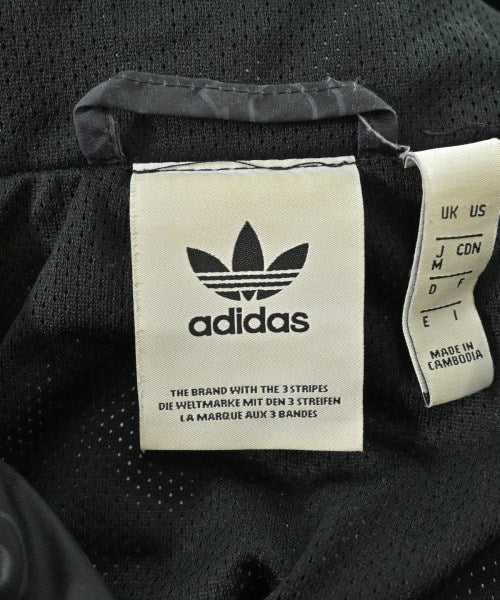 adidas
THE BRAND WITH THE 3 STRIPES
DIE WELTMARKE MIT DEN 3 STREIFEN
LA MARQUE AUX 3 BANDES
UK US
J CDN
M
D F
E I
MADE IN
CAMBODIA